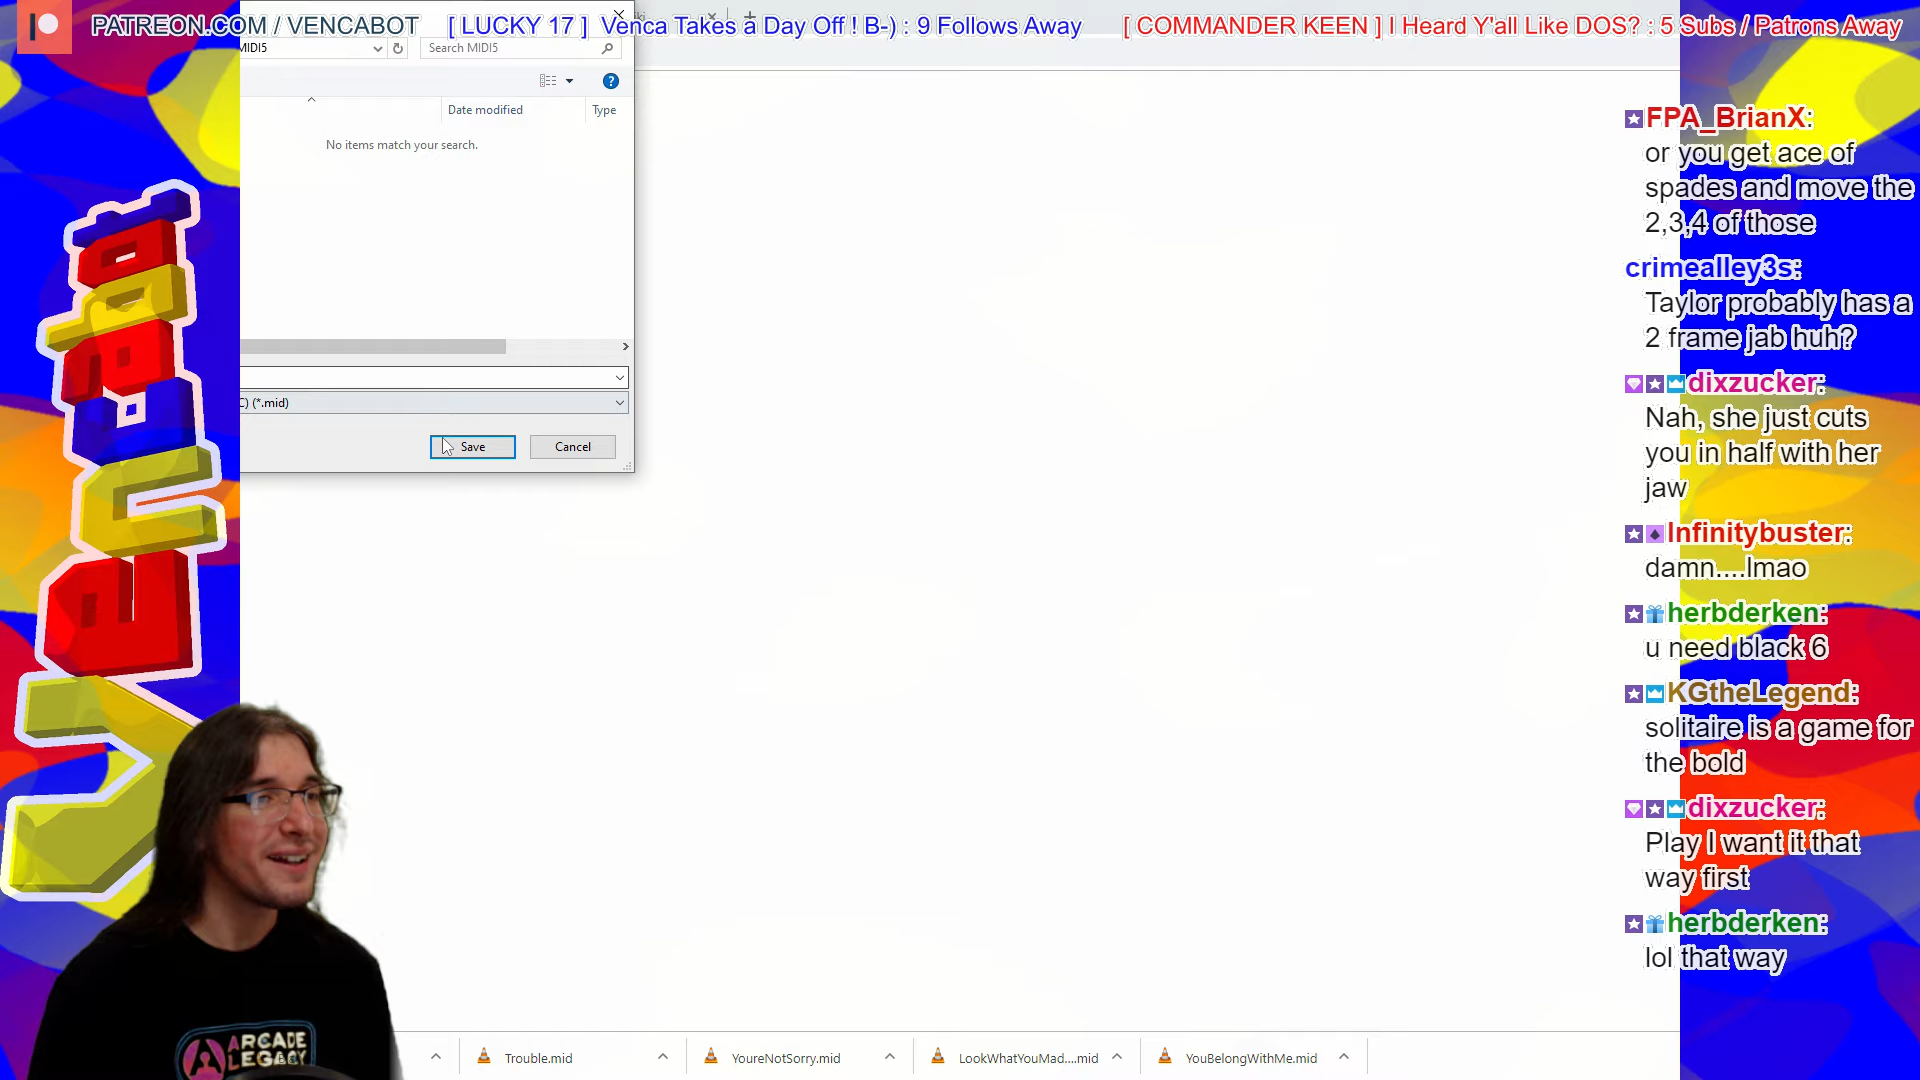 PATREON.COM / VENCABOT [ LUCKY 17 ] Venca Takes a Day Off ! B-) : 9 Follows Away [ COMMANDER KEEN ] I Heard Y'all Like DOS? : 5 Subs / Patrons Away
MIDI5 Search MIDI5
Date modified Type
No items match your search.
C) (*.mid)
Save Cancel
FPA_BrianX:
or you get ace of
spades and move the
2,3,4 of those
crimealley3s:
Taylor probably has a
2 frame jab huh?
dixzucker:
Nah, she just cuts
you in half with her
jaw
Infinitybuster:
damn....lmao
herbderken:
u need black 6
KGtheLegend:
solitaire is a game for
the bold
dixzucker:
Play I want it that
way first
herbderken:
lol that way
Vencabot
ARCADE
LEGACY
Trouble.mid YoureNotSorry.mid LookWhatYouMad....mid YouBelongWithMe.mid